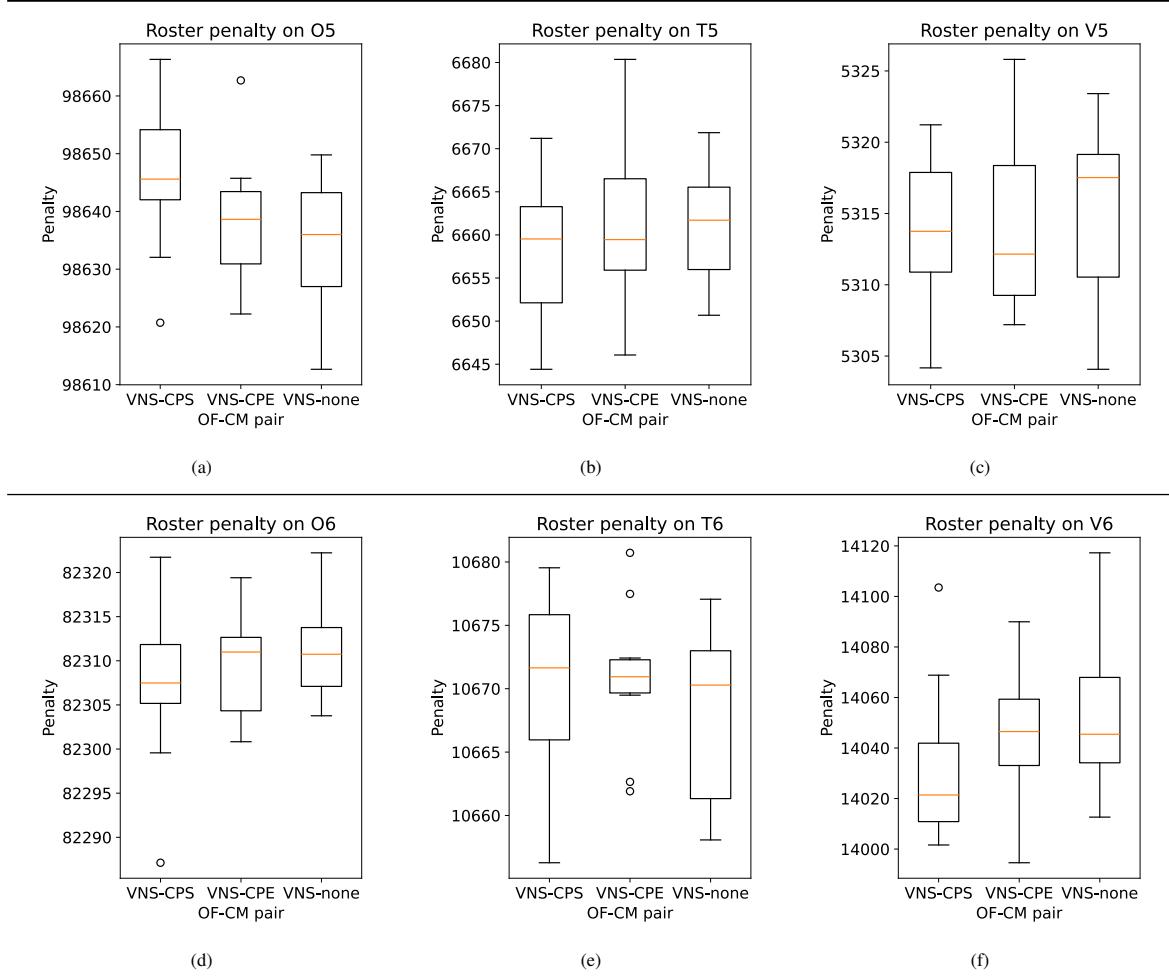 Roster penalty on O5
98660
98650
98640
98630
98620
98610
Penalty
VNS-CPS VNS-CPE VNS-none
OF-CM pair
(a)
Roster penalty on T5
6680
6675
6670
6665
6660
6655
6650
6645
Penalty
VNS-CPS VNS-CPE VNS-none
OF-CM pair
(b)
Roster penalty on V5
5325
5320
5315
5310
5305
Penalty
VNS-CPS VNS-CPE VNS-none
OF-CM pair
(c)
Roster penalty on O6
82320
82315
82310
82305
82300
82295
82290
Penalty
VNS-CPS VNS-CPE VNS-none
OF-CM pair
(d)
Roster penalty on T6
10680
10675
10670
10665
10660
Penalty
VNS-CPS VNS-CPE VNS-none
OF-CM pair
(e)
Roster penalty on V6
14120
14100
14080
14060
14040
14020
14000
Penalty
VNS-CPS VNS-CPE VNS-none
OF-CM pair
(f)